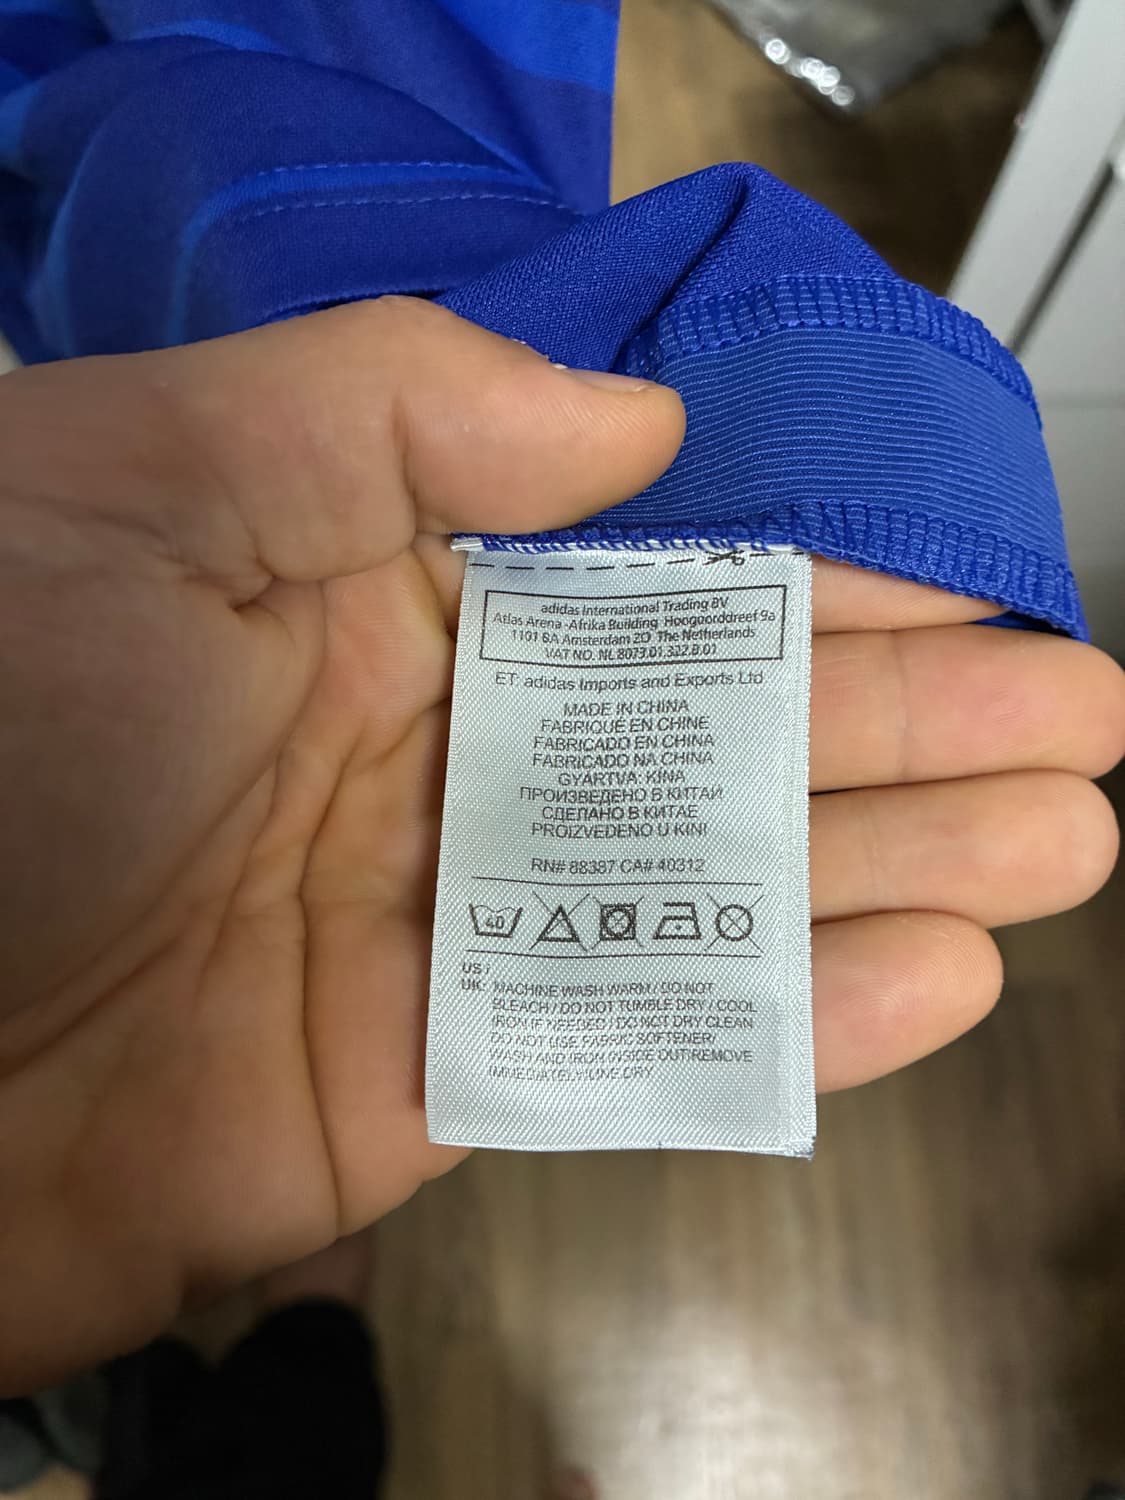 adidas International Trading BV
Atlas Arena -Afrika Building Hoogoorddreef 9a
1101 BA Amsterdam ZO The Netherlands
VAT NO. NL 8073.01.322.B.01
ET: adidas Imports and Exports Ltd
MADE IN CHINA
FABRIQUÉ EN CHINE
FABRICADO EN CHINA
FABRICADO NA CHINA
GYÁRTVA: KÍNA
ПРОИЗВЕДЕНО В КИТАЙ
СДЕЛАНО В КИТАЕ
PROIZVEDENO U KINI
RN# 88387 CA# 40312
40
US /
UK: MACHINE WASH WARM / DO NOT
BLEACH / DO NOT TUMBLE DRY / COOL
IRON IF NEEDED / DO NOT DRY CLEAN
DO NOT USE FABRIC SOFTENER/
WASH AND IRON INSIDE OUT/REMOVE
IMMEDIATELY/LINE DRY